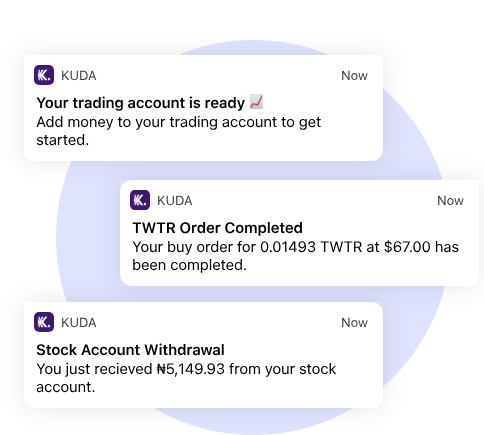 K. KUDA Now
Your trading account is ready 📈
Add money to your trading account to get
started.
K. KUDA Now
TWTR Order Completed
Your buy order for 0.01493 TWTR at $67.00 has
been completed.
K. KUDA Now
Stock Account Withdrawal
You just recieved ₦5,149.93 from your stock
account.